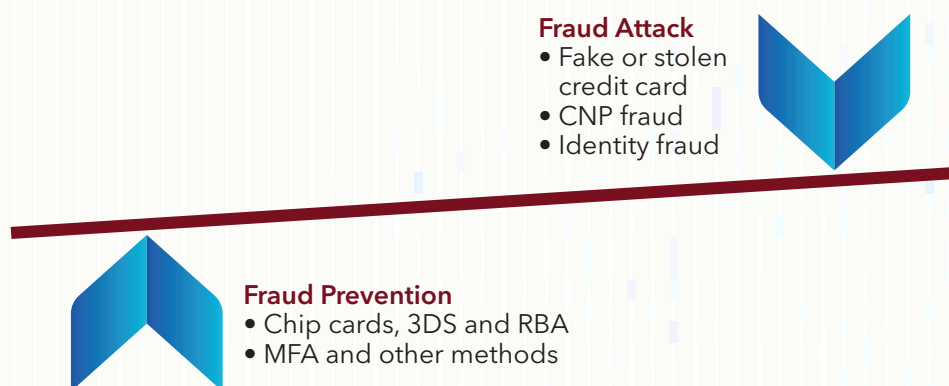 Fraud Attack
• Fake or stolen
credit card
• CNP fraud
• Identity fraud
Fraud Prevention
• Chip cards, 3DS and RBA
• MFA and other methods